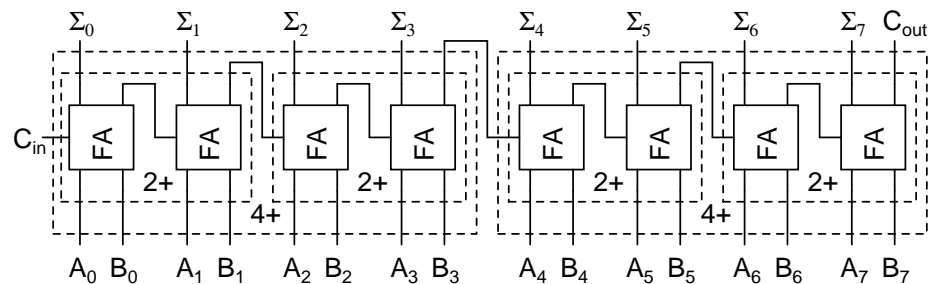 Σ₀ Σ₁ Σ₂ Σ₃ Σ₄ Σ₅ Σ₆ Σ₇ Cout
Cin FA FA FA FA FA FA FA FA
2+ 2+ 2+ 2+
4+ 4+
A₀ B₀ A₁ B₁ A₂ B₂ A₃ B₃ A₄ B₄ A₅ B₅ A₆ B₆ A₇ B₇